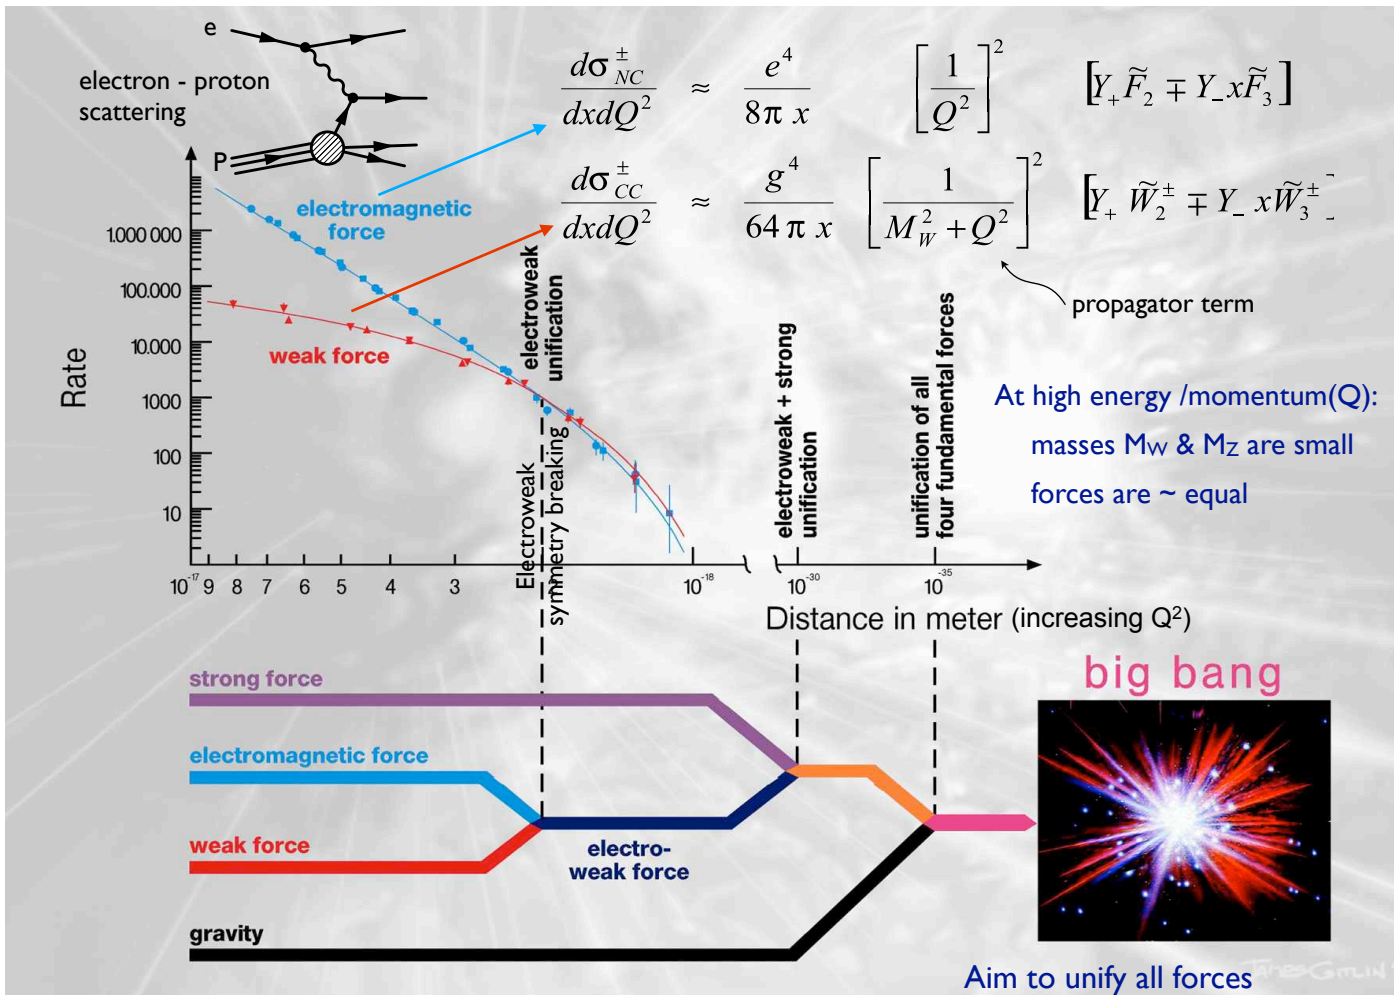 e
electron - proton
scattering
P
dσ±NC / dxdQ² ≈ e⁴ / 8π x [1 / Q²]² [Y₊ F̃₂ ∓ Y₋ xF̃₃]
dσ±CC / dxdQ² ≈ g⁴ / 64 π x [1 / M²W + Q²]² [Y₊ W̃₂± ∓ Y₋ xW̃₃±]
propagator term
electromagnetic
force
weak force
Rate
1.000 000
100.000
10.000
1000
100
10
electroweak
unification
Electroweak
symmetry breaking
electroweak + strong
unification
unification of all
four fundamental forces
At high energy /momentum(Q):
masses MW & MZ are small
forces are ~ equal
10⁻¹⁷ 9 8 7 6 5 4 3 2 10⁻¹⁸ 10⁻³⁰ 10⁻³⁵
Distance in meter (increasing Q²)
strong force
electromagnetic force
weak force
electro-
weak force
gravity
big bang
JAMES GITLIN
Aim to unify all forces